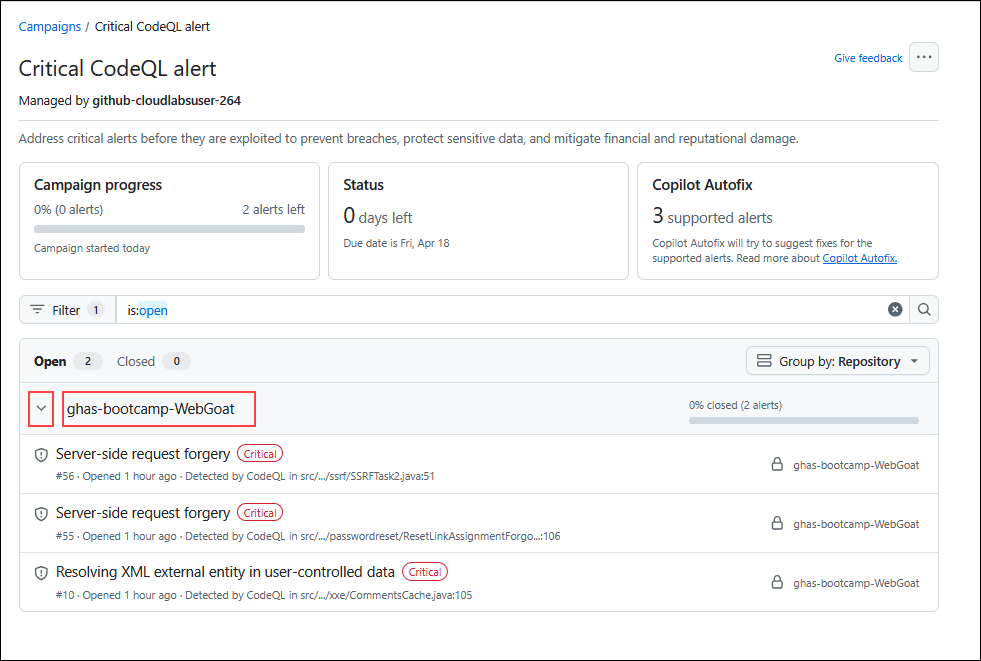 Campaigns / Critical CodeQL alert
Critical CodeQL alert
Give feedback
Managed by github-cloudlabsuser-264
Address critical alerts before they are exploited to prevent breaches, protect sensitive data, and mitigate financial and reputational damage.
Campaign progress
0% (0 alerts) 2 alerts left
Campaign started today
Status
0 days left
Due date is Fri, Apr 18
Copilot Autofix
3 supported alerts
Copilot Autofix will try to suggest fixes for the
supported alerts. Read more about Copilot Autofix.
Filter 1 is:open
Open 2 Closed 0 Group by: Repository
ghas-bootcamp-WebGoat 0% closed (2 alerts)
Server-side request forgery Critical
#56 · Opened 1 hour ago · Detected by CodeQL in src/.../ssrf/SSRFTask2.java:51
ghas-bootcamp-WebGoat
Server-side request forgery Critical
#55 · Opened 1 hour ago · Detected by CodeQL in src/.../passwordreset/ResetLinkAssignmentForgo...:106
ghas-bootcamp-WebGoat
Resolving XML external entity in user-controlled data Critical
#10 · Opened 1 hour ago · Detected by CodeQL in src/.../xxe/CommentsCache.java:105
ghas-bootcamp-WebGoat